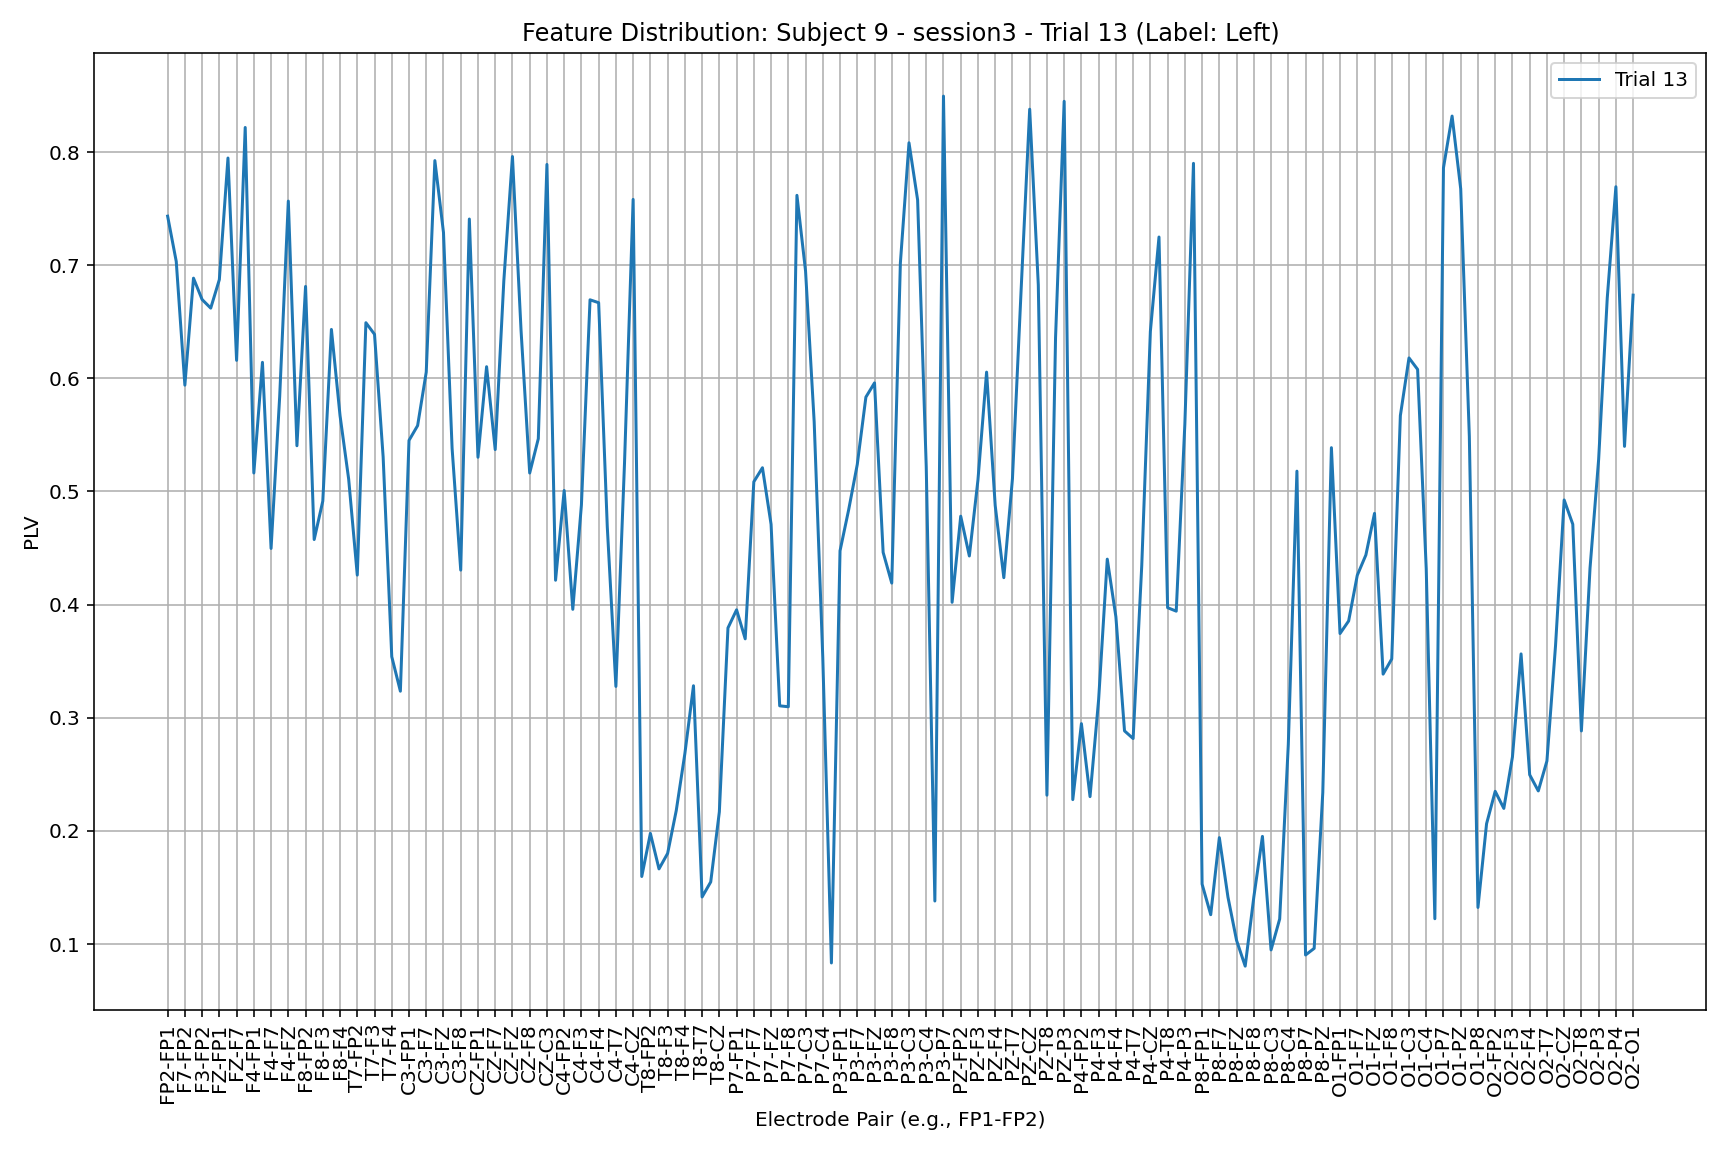 Feature Distribution: Subject 9 - session3 - Trial 13 (Label: Left)
Trial 13
PLV
0.8
0.7
0.6
0.5
0.4
0.3
0.2
0.1
FP2-FP1
F7-FP2
F3-FP2
FZ-FP1
FZ-F7
F4-FP1
F4-F7
F4-FZ
F8-FP2
F8-F3
F8-F4
T7-FP2
T7-F3
T7-F4
C3-FP1
C3-F7
C3-FZ
C3-F8
CZ-FP1
CZ-F7
CZ-FZ
CZ-F8
CZ-C3
C4-FP2
C4-F3
C4-F4
C4-T7
C4-CZ
T8-FP2
T8-F3
T8-F4
T8-T7
T8-CZ
P7-FP1
P7-F7
P7-FZ
P7-F8
P7-C3
P7-C4
P3-FP1
P3-F7
P3-FZ
P3-F8
P3-C3
P3-C4
P3-P7
PZ-FP2
PZ-F3
PZ-F4
PZ-T7
PZ-CZ
PZ-T8
PZ-P3
P4-FP2
P4-F3
P4-F4
P4-T7
P4-CZ
P4-T8
P4-P3
P8-FP1
P8-F7
P8-FZ
P8-F8
P8-C3
P8-C4
P8-P7
P8-PZ
O1-FP1
O1-F7
O1-FZ
O1-F8
O1-C3
O1-C4
O1-P7
O1-PZ
O1-P8
O2-FP2
O2-F3
O2-F4
O2-T7
O2-CZ
O2-T8
O2-P3
O2-P4
O2-O1
Electrode Pair (e.g., FP1-FP2)